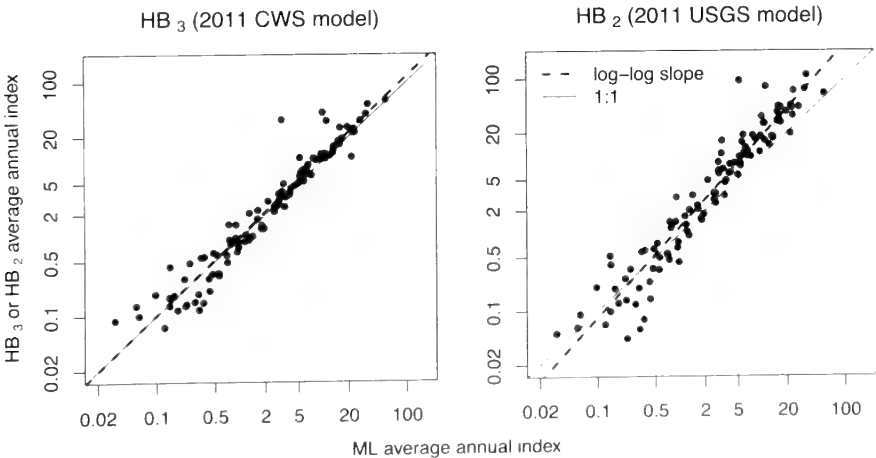 HB 3 (2011 CWS model)
HB 2 (2011 USGS model)
HB 3 or HB 2 average annual index
100
20
5
2
0.5
0.1
0.02
0.02 0.1 0.5 2 5 20 100
log–log slope
1:1
100
20
5
2
0.5
0.1
0.02
0.02 0.1 0.5 2 5 20 100
ML average annual index